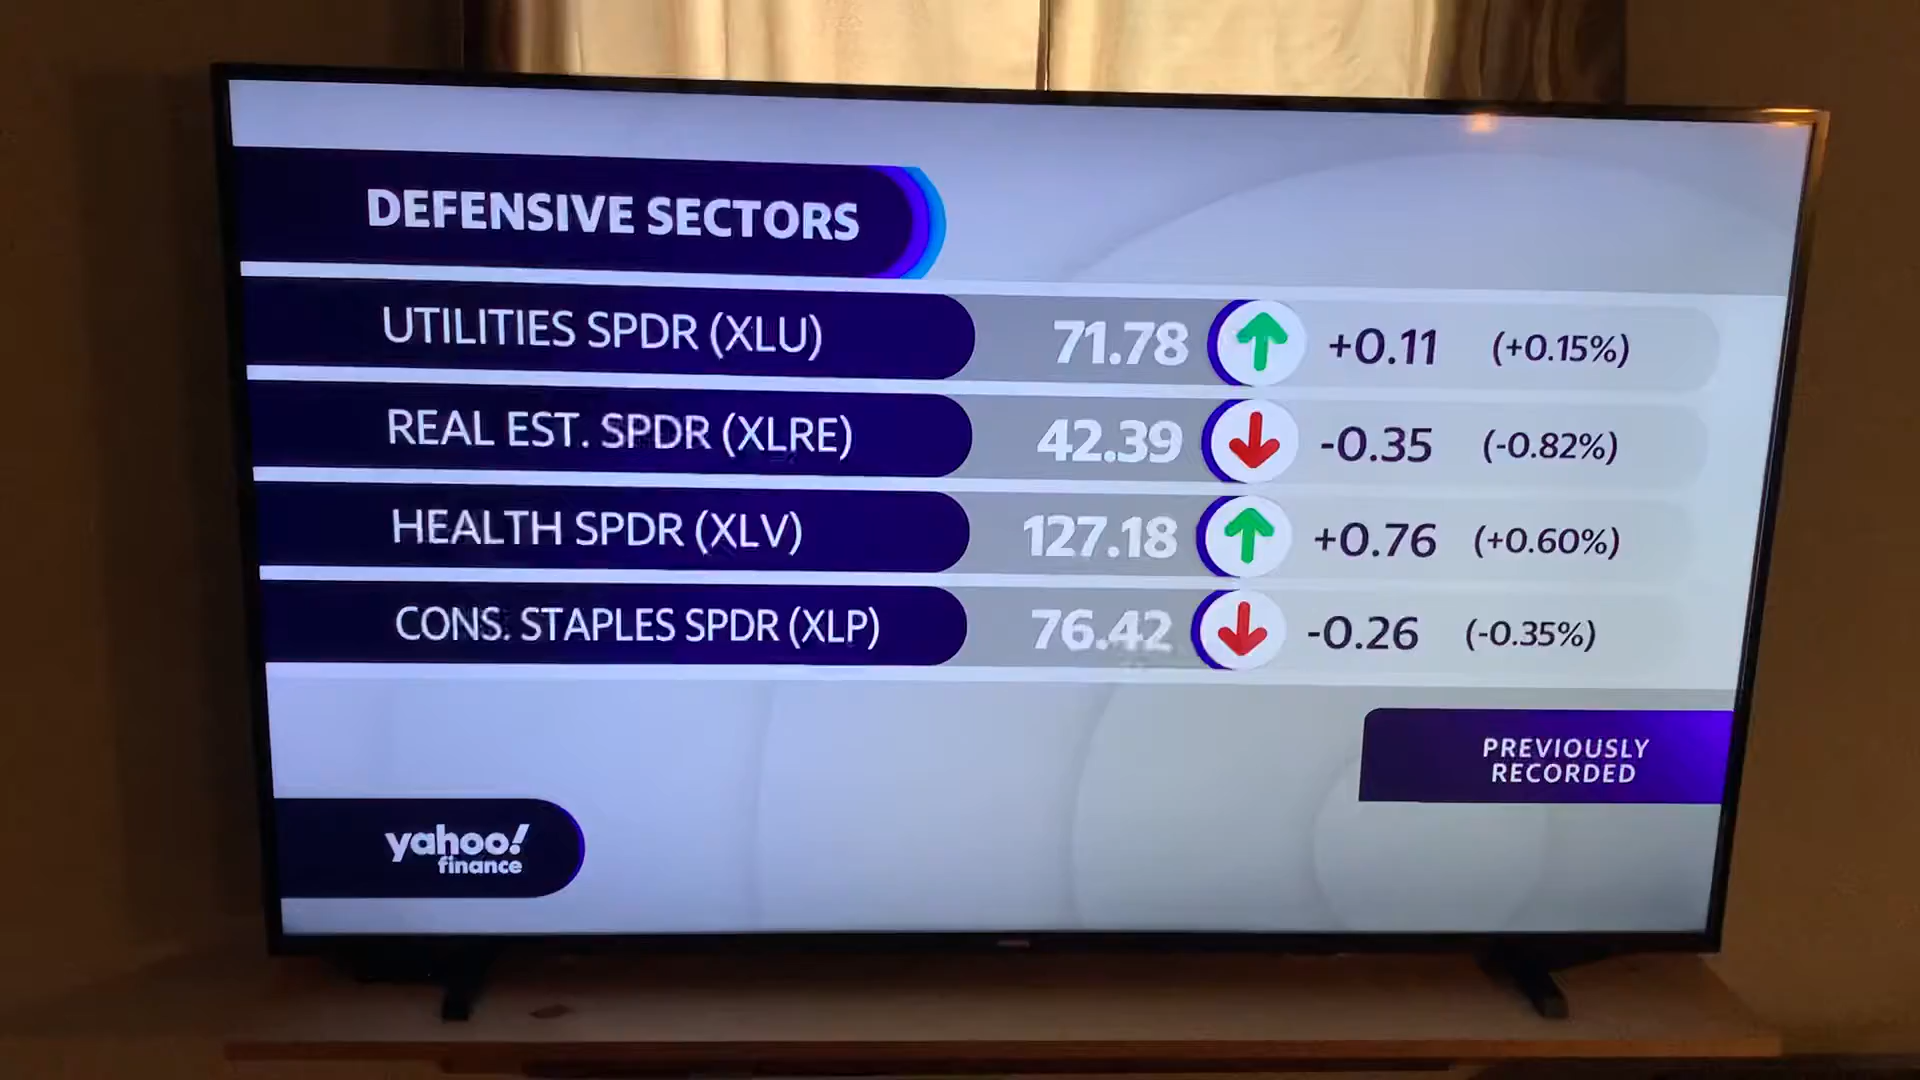 DEFENSIVE SECTORS
UTILITIES SPDR (XLU) 71.78 +0.11 (+0.15%)
REAL EST. SPDR (XLRE) 42.39 -0.35 (-0.82%)
HEALTH SPDR (XLV) 127.18 +0.76 (+0.60%)
CONS. STAPLES SPDR (XLP) 76.42 -0.26 (-0.35%)
PREVIOUSLY
RECORDED
yahoo!
finance